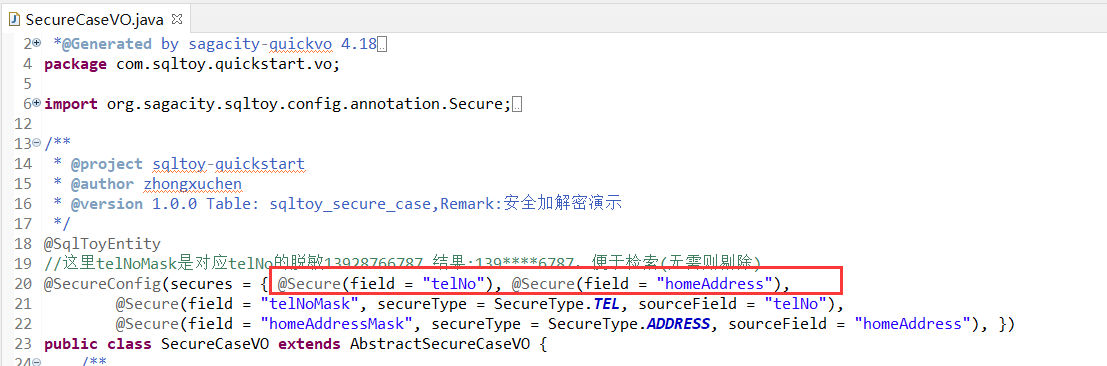 SecureCaseVO.java
2 *@Generated by sagacity-quickvo 4.18
4 package com.sqltoy.quickstart.vo;
5
6 import org.sagacity.sqltoy.config.annotation.Secure;
12
13 /**
14 * @project sqltoy-quickstart
15 * @author zhongxuchen
16 * @version 1.0.0 Table: sqltoy_secure_case,Remark:安全加解密演示
17 */
18 @SqlToyEntity
19 //这里telNoMask是对应telNo的脱敏13928766787 结果:139****6787，便于检索(无需则剔除)
20 @SecureConfig(secures = { @Secure(field = "telNo"), @Secure(field = "homeAddress"),
21 @Secure(field = "telNoMask", secureType = SecureType.TEL, sourceField = "telNo"),
22 @Secure(field = "homeAddressMask", secureType = SecureType.ADDRESS, sourceField = "homeAddress"), })
23 public class SecureCaseVO extends AbstractSecureCaseVO {
24 /**